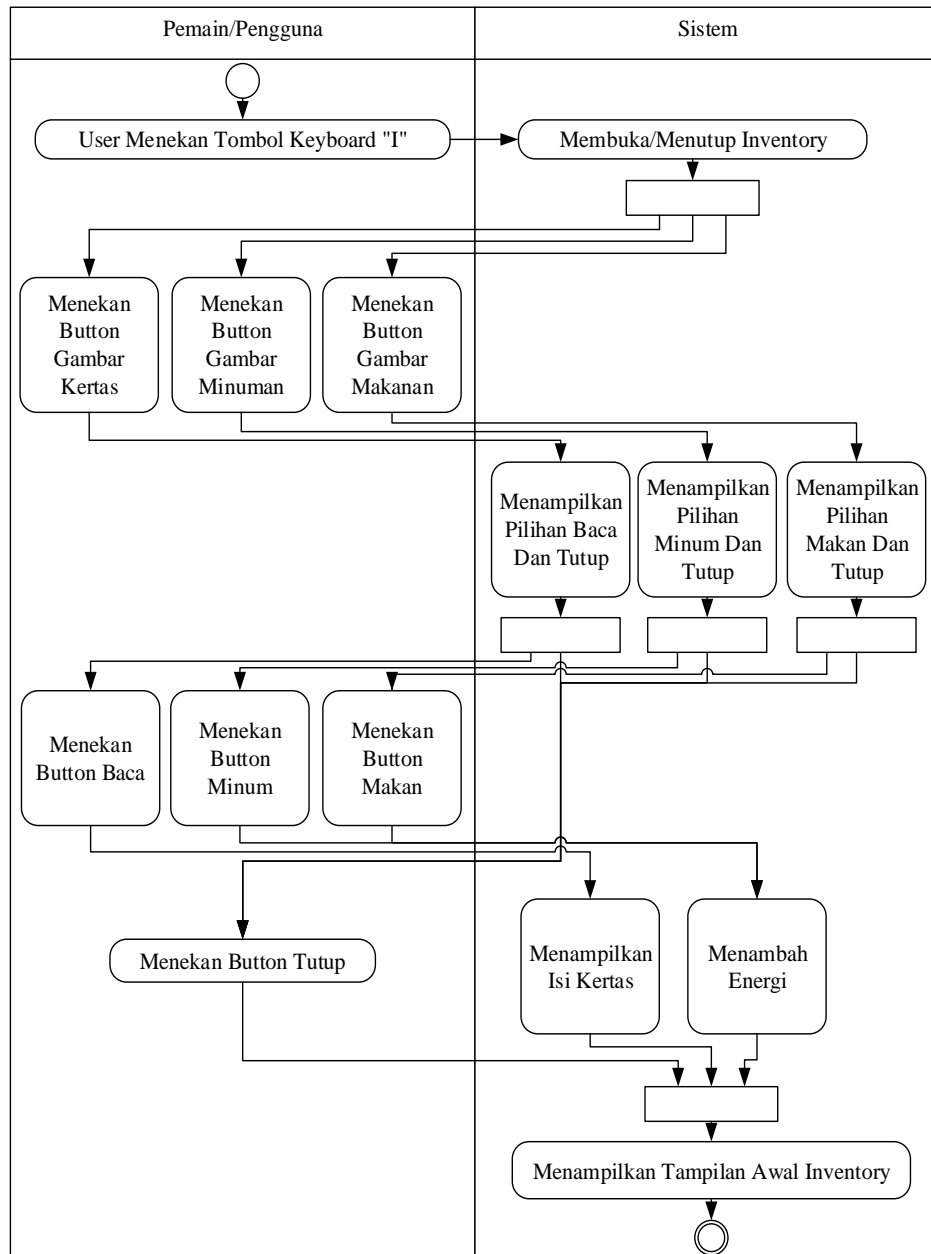 Pemain/Pengguna
Sistem
User Menekan Tombol Keyboard "I"
Membuka/Menutup Inventory
Menekan
Button
Gambar
Kertas
Menekan
Button
Gambar
Minuman
Menekan
Button
Gambar
Makanan
Menampilkan
Pilihan Baca
Dan Tutup
Menampilkan
Pilihan
Minum Dan
Tutup
Menampilkan
Pilihan
Makan Dan
Tutup
Menekan
Button Baca
Menekan
Button
Minum
Menekan
Button
Makan
Menekan Button Tutup
Menampilkan
Isi Kertas
Menambah
Energi
Menampilkan Tampilan Awal Inventory